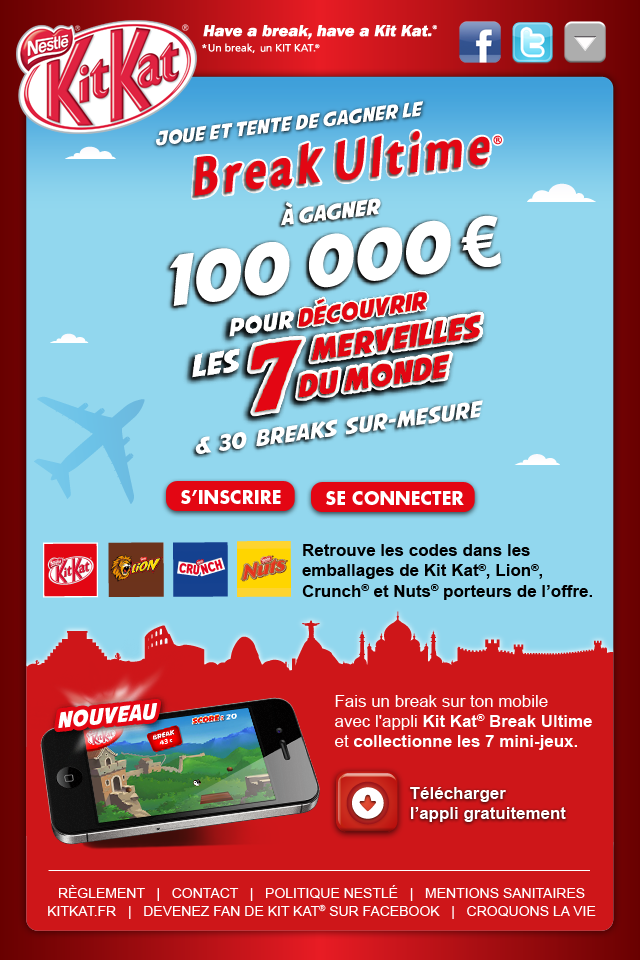 Nestlé
KitKat®
Have a break, have a Kit Kat.*
*Un break, un KIT KAT.®
f
t
JOUE ET TENTE DE GAGNER LE
Break Ultime®
À GAGNER
100 000 €
POUR DÉCOUVRIR
LES 7 MERVEILLES
DU MONDE
& 30 BREAKS SUR-MESURE
S'INSCRIRE
SE CONNECTER
Nestlé
KitKat
LION
CRUNCH
Nuts
Retrouve les codes dans les
emballages de Kit Kat®, Lion®,
Crunch® et Nuts® porteurs de l'offre.
NOUVEAU
KitKat
BREAK
43 c
SCORE: 20
Fais un break sur ton mobile
avec l'appli Kit Kat® Break Ultime
et collectionne les 7 mini-jeux.
Télécharger
l'appli gratuitement
RÈGLEMENT | CONTACT | POLITIQUE NESTLÉ | MENTIONS SANITAIRES
KITKAT.FR | DEVENEZ FAN DE KIT KAT® SUR FACEBOOK | CROQUONS LA VIE